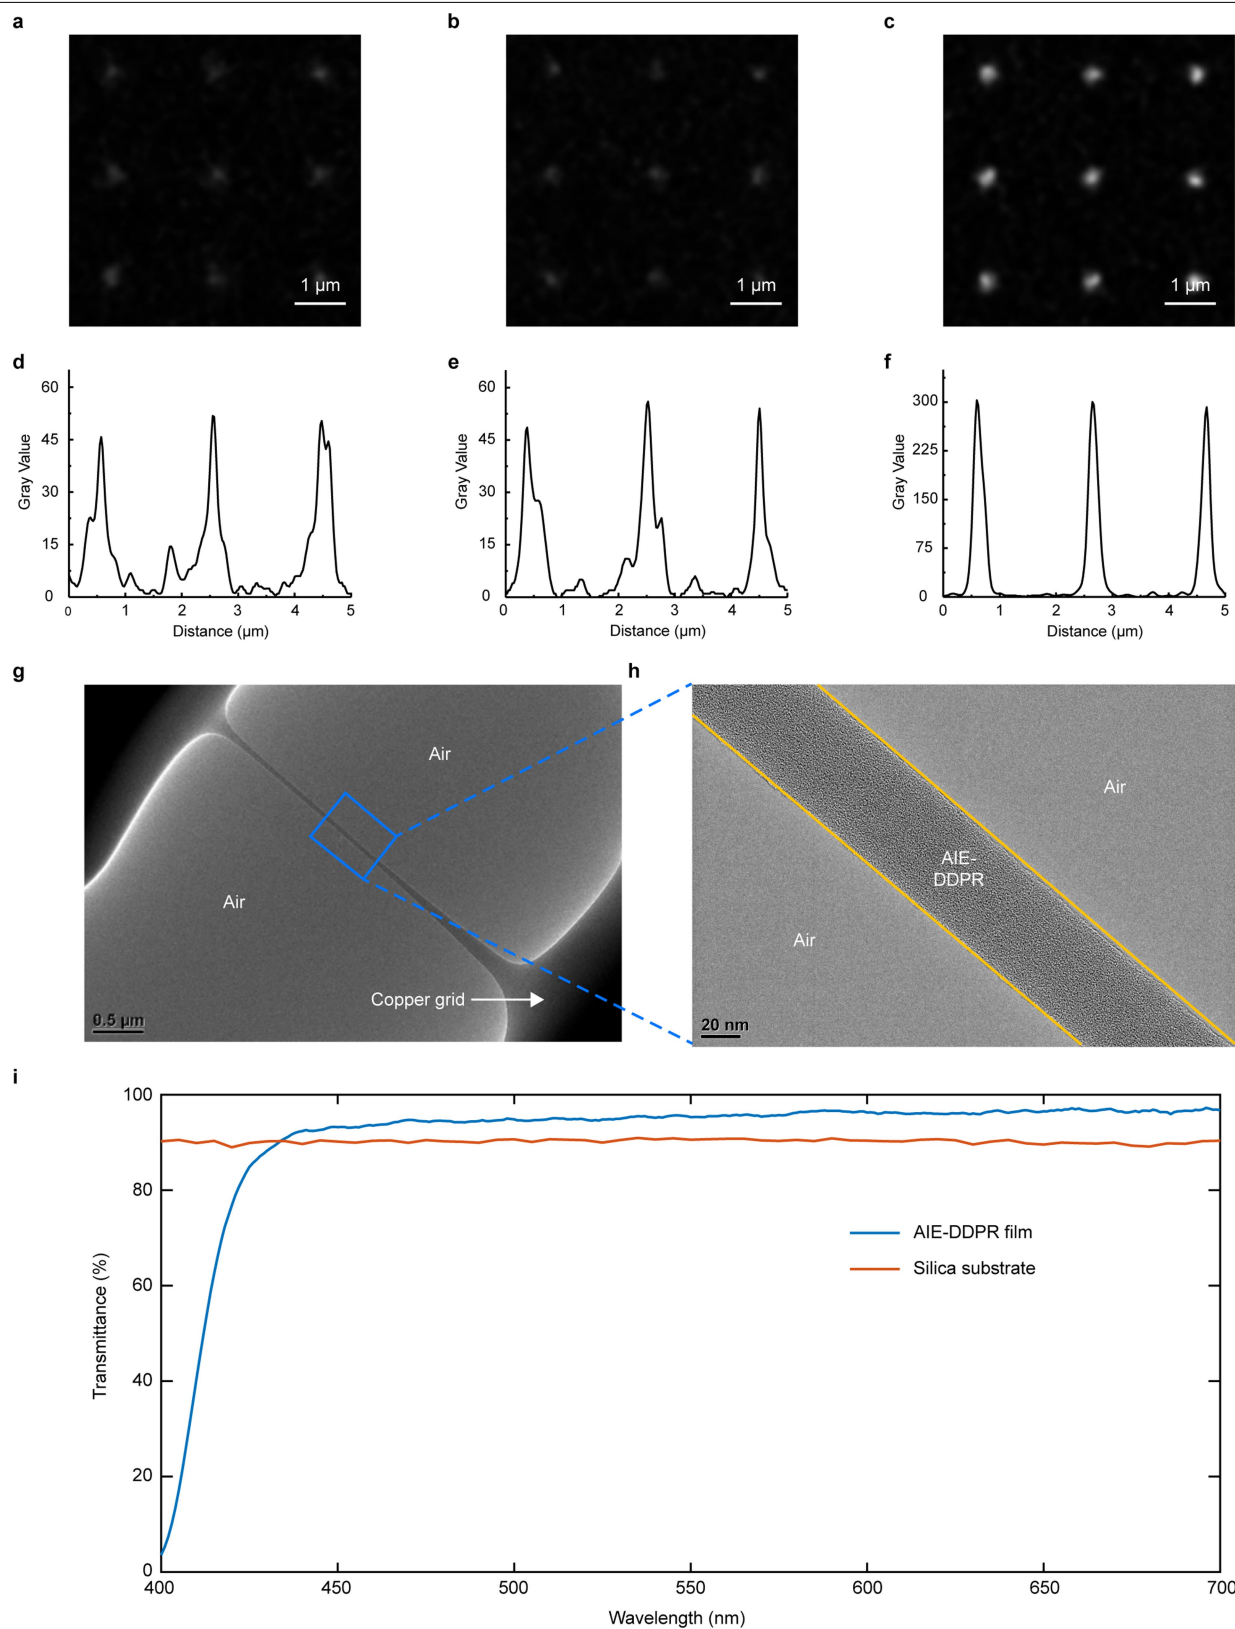 a
b
c
1 µm
1 µm
1 µm
d
e
f
60
45
30
15
0
Gray Value
0 1 2 3 4 5
Distance (µm)
60
45
30
15
0
Gray Value
0 1 2 3 4 5
Distance (µm)
300
225
150
75
0
Gray Value
0 1 2 3 4 5
Distance (µm)
g
Air
Air
Copper grid
0.5 µm
h
Air
AIE-
DDPR
Air
20 nm
i
100
80
60
40
20
0
Transmittance (%)
AIE-DDPR film
Silica substrate
400 450 500 550 600 650 700
Wavelength (nm)